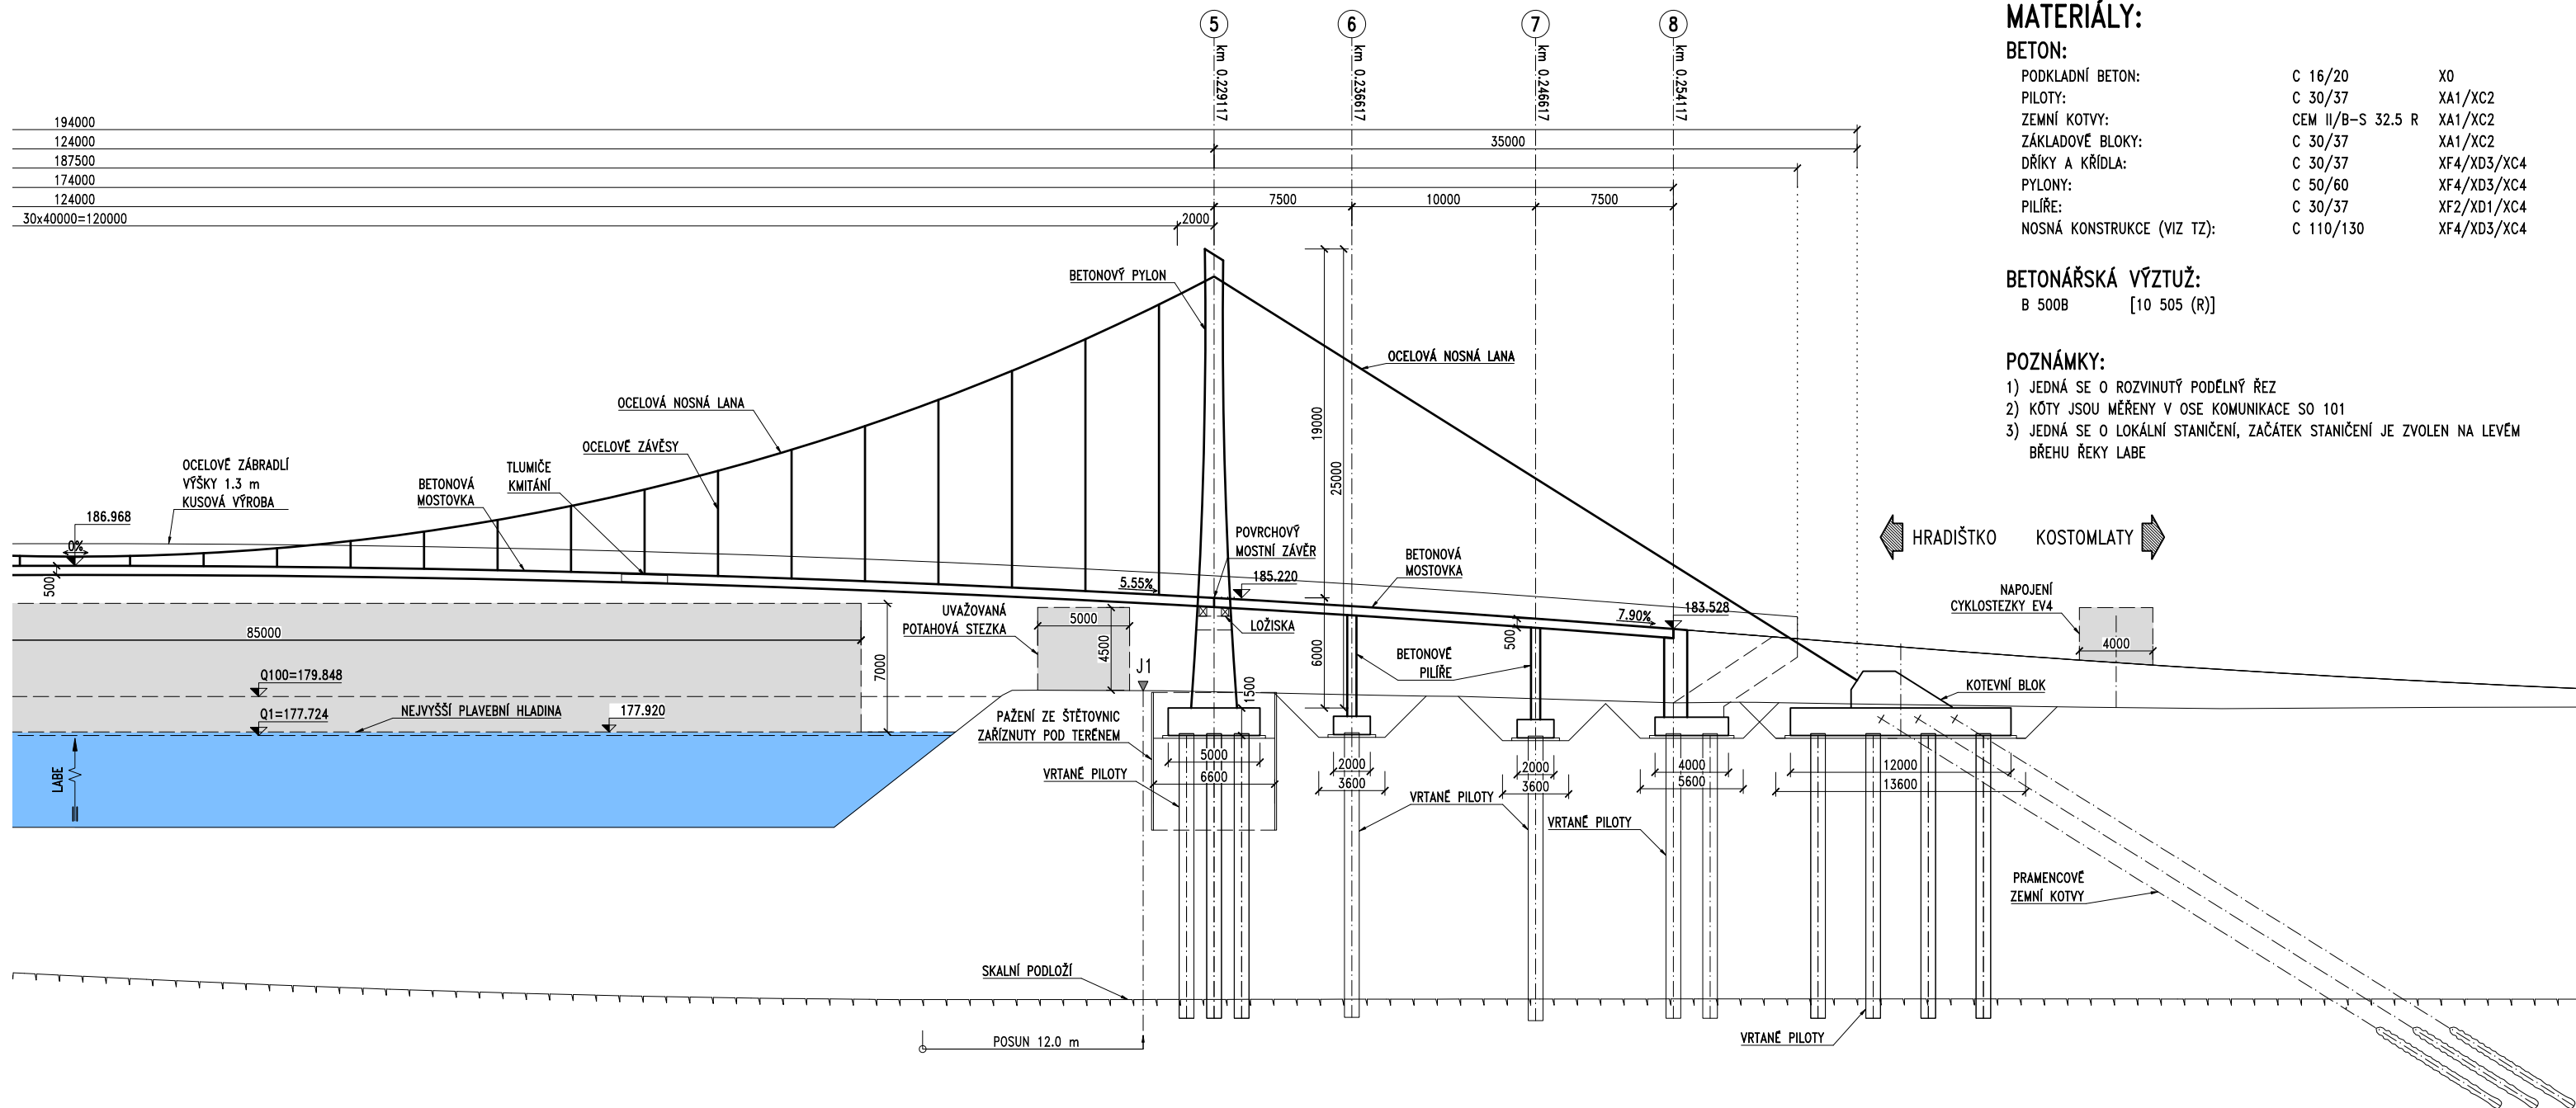 5 6 7 8
km 0.229117
km 0.236617
km 0.246617
km 0.254117
194000
124000 35000
187500
174000
124000 7500 10000 7500
30x40000=120000 2000
MATERIÁLY:
BETON:
PODKLADNÍ BETON: C 16/20 X0
PILOTY: C 30/37 XA1/XC2
ZEMNÍ KOTVY: CEM II/B-S 32.5 R XA1/XC2
ZÁKLADOVÉ BLOKY: C 30/37 XA1/XC2
DŘÍKY A KŘÍDLA: C 30/37 XF4/XD3/XC4
PYLONY: C 50/60 XF4/XD3/XC4
PILÍŘE: C 30/37 XF2/XD1/XC4
NOSNÁ KONSTRUKCE (VIZ TZ): C 110/130 XF4/XD3/XC4
BETONÁŘSKÁ VÝZTUŽ:
B 500B [10 505 (R)]
POZNÁMKY:
1) JEDNÁ SE O ROZVINUTÝ PODÉLNÝ ŘEZ
2) KÓTY JSOU MĚŘENY V OSE KOMUNIKACE SO 101
3) JEDNÁ SE O LOKÁLNÍ STANIČENÍ, ZAČÁTEK STANIČENÍ JE ZVOLEN NA LEVÉM
BŘEHU ŘEKY LABE
BETONOVÝ PYLON
OCELOVÁ NOSNÁ LANA
OCELOVÁ NOSNÁ LANA
OCELOVÉ ZÁVĚSY
TLUMIČE
KMITÁNÍ
BETONOVÁ
MOSTOVKA
OCELOVÉ ZÁBRADLÍ
VÝŠKY 1.3 m
KUSOVÁ VÝROBA
186.968
0%
500
19000
25000
6000
1500
POVRCHOVÝ
MOSTNÍ ZÁVĚR
185.220
5.55%
LOŽISKA
BETONOVÁ
MOSTOVKA
7.90%
183.528
500
BETONOVÉ
PILÍŘE
HRADIŠTKO KOSTOMLATY
NAPOJENÍ
CYKLOSTEZKY EV4
4000
KOTEVNÍ BLOK
85000
7000
UVAŽOVANÁ
POTAHOVÁ STEZKA
5000
4500
J1
Q100=179.848
Q1=177.724
NEJVYŠŠÍ PLAVEBNÍ HLADINA
177.920
LABE
PAŽENÍ ZE ŠTĚTOVNIC
ZAŘÍZNUTY POD TERÉNEM
VRTANÉ PILOTY
5000
6600
2000
3600
2000
3600
4000
5600
12000
13600
VRTANÉ PILOTY
VRTANÉ PILOTY
PRAMENCOVÉ
ZEMNÍ KOTVY
SKALNÍ PODLOŽÍ
POSUN 12.0 m
VRTANÉ PILOTY